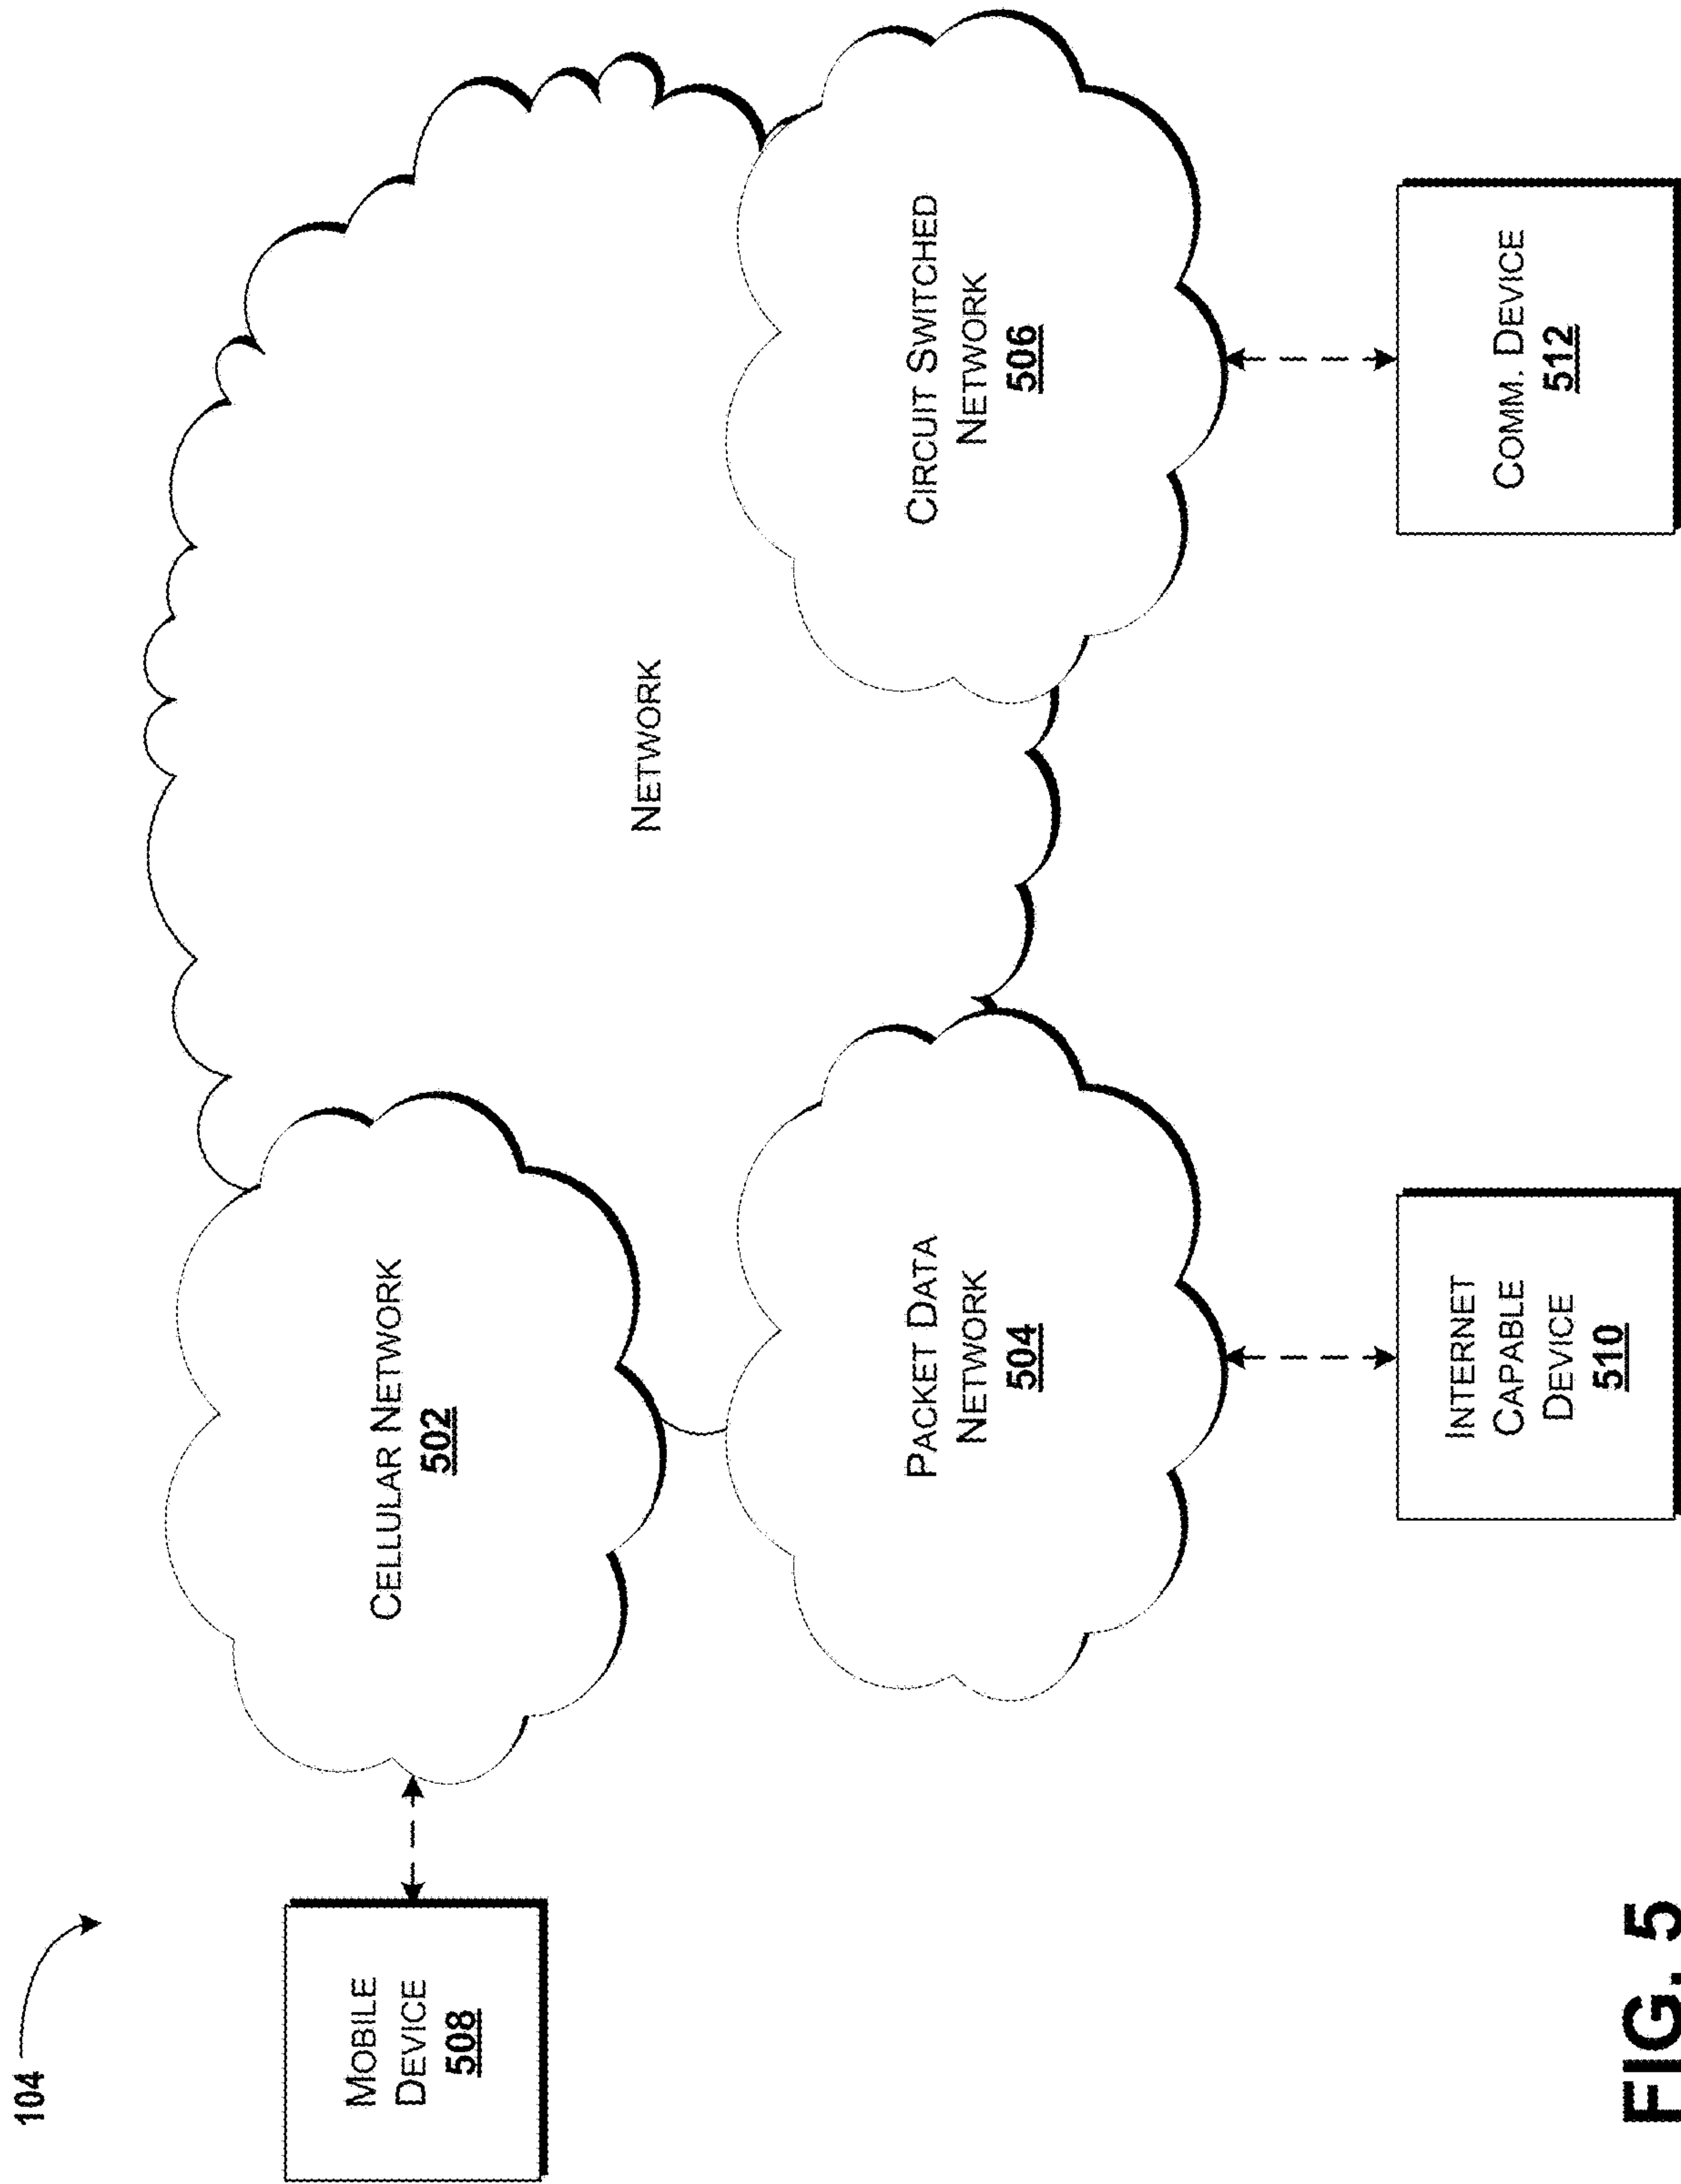 104
MOBILE
DEVICE
508
CELLULAR NETWORK
502
NETWORK
PACKET DATA
NETWORK
504
CIRCUIT SWITCHED
NETWORK
506
INTERNET
CAPABLE
DEVICE
510
COMM. DEVICE
512
FIG. 5